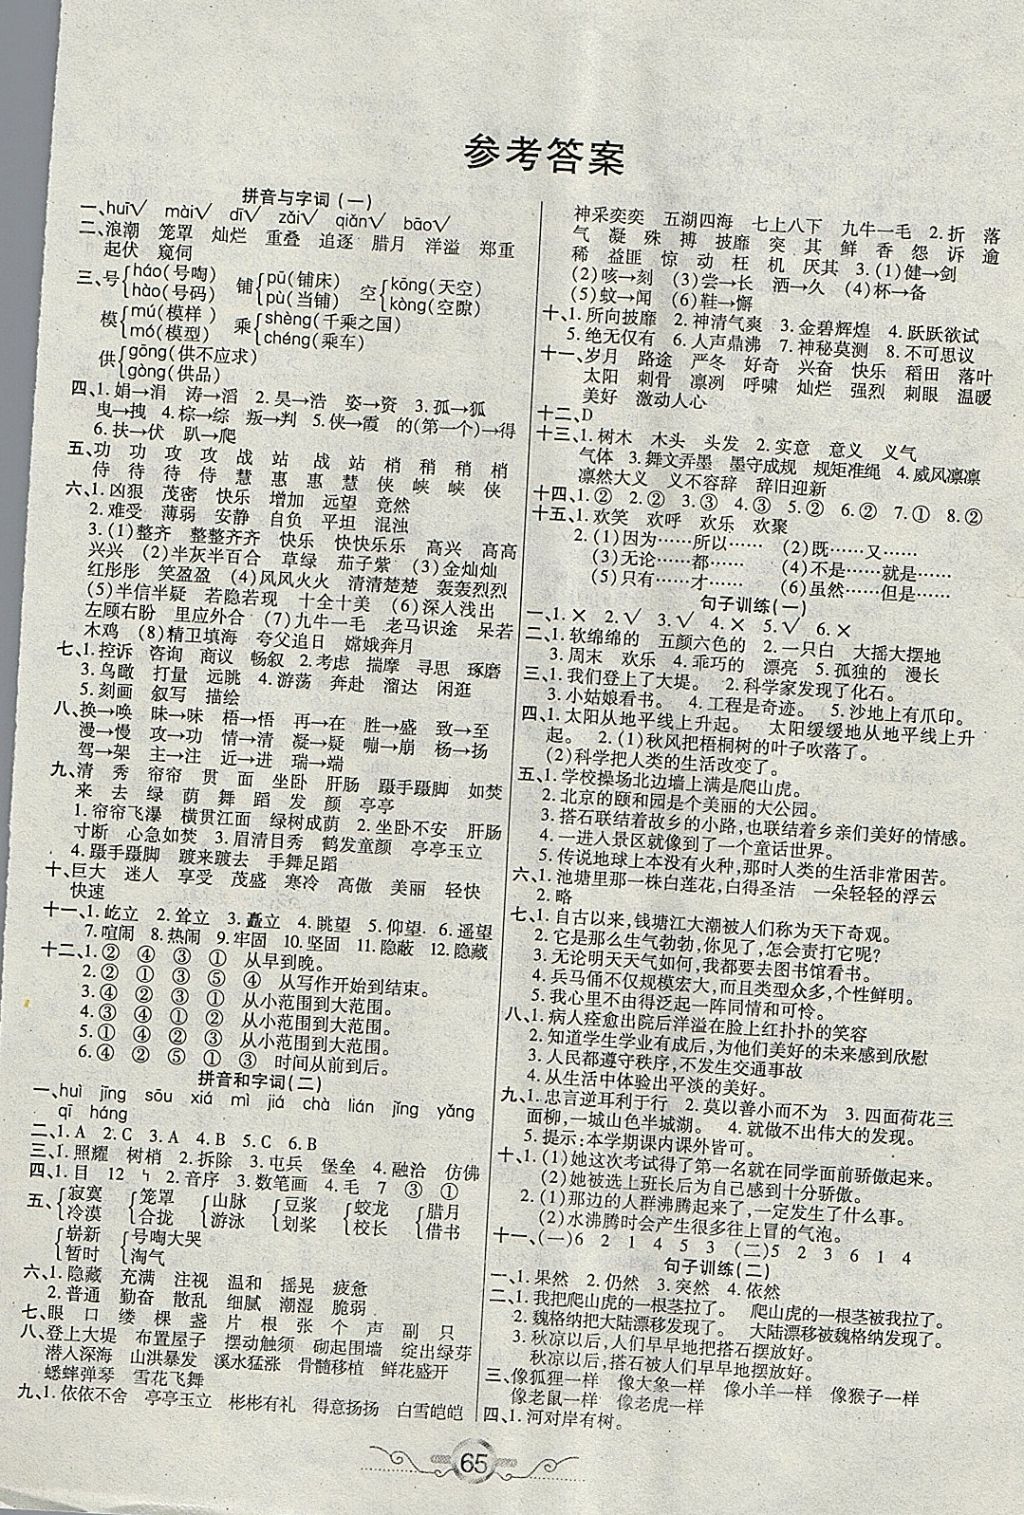 参考答案
拼音与字词(一)
一、huī√ mài√ dī√ zǎi√ qiǎn√ bāo√
二、浪潮 笼罩 灿烂 重叠 追逐 腊月 洋溢 郑重
起伏 窥伺
三、号{háo(号啕) 铺{pū(铺床) 空{kōng(天空)
hào(号码) pù(当铺) kòng(空隙)
模{mú(模样) 乘{shèng(千乘之国)
mó(模型) chéng(乘车)
供{gōng(供不应求)
gòng(供品)
四、1.娟→涓 涛→滔 2.昊→浩 姿→资 3.孤→狐
曳→拽 4.棕→综 叛→判 5.侠→霞 的(第一个)→得
6.扶→伏 趴→爬
五、功 功 攻 攻 战 站 战 站 梢 稍 稍 梢
侍 待 待 侍 慧 惠 惠 慧 侠 峡 侠 峡
六、1.凶狠 茂密 快乐 增加 远望 竟然
2.难受 薄弱 安静 自负 平坦 混浊
3.(1)整齐 整整齐齐 快乐 快快乐乐 高兴 高高
兴兴 (2)半灰半百合 草绿 茄子紫 (3)金灿灿
红彤彤 笑盈盈 (4)风风火火 清清楚楚 轰轰烈烈
(5)半信半疑 若隐若现 十全十美 (6)深入浅出
左顾右盼 里应外合 (7)九牛一毛 老马识途 呆若
木鸡 (8)精卫填海 夸父追日 嫦娥奔月
七、1.控诉 咨询 商议 畅叙 2.考虑 揣摩 寻思 琢磨
3.鸟瞰 打量 远眺 4.游荡 奔赴 溜达 闲逛
5.刻画 叙写 描绘
八、换→唤 昧→味 梧→悟 再→在 胜→盛 致→至
漫→慢 攻→功 情→清 凝→疑 嘣→崩 杨→扬
驾→架 主→注 近→进 瑞→端
九、清 秀 帘帘 贯 面 坐卧 肝肠 蹑手蹑脚 如焚
来 去 绿 荫 舞 蹈 发 颜 亭亭
1.帘帘飞瀑 横贯江面 绿树成荫 2.坐卧不安 肝肠
寸断 心急如焚 3.眉清目秀 鹤发童颜 亭亭玉立
4.蹑手蹑脚 踱来踱去 手舞足蹈
十、巨大 迷人 享受 茂盛 寒冷 高傲 美丽 轻快
快速
十一、1.屹立 2.耸立 3.矗立 4.眺望 5.仰望 6.遥望
7.喧闹 8.热闹 9.牢固 10.坚固 11.隐蔽 12.隐藏
十二、1.② ④ ③ ① 从早到晚。
2.② ① ③ ⑤ ④ 从写作开始到结束。
3.④ ② ③ ① 从小范围到大范围。
4.③ ④ ① ② 从小范围到大范围。
5.① ④ ② ③ 从小范围到大范围。
6.④ ② ⑤ ① ③ 时间从前到后。
拼音和字词(二)
一、huì jīng sōu xiá mì jiá chà lián jǐng yǎng
qī háng
二、1.A 2.C 3.A 4.B 5.C 6.B
三、1.照耀 树梢 2.拆除 3.屯兵 堡垒 4.融洽 仿佛
四、1.目 12 ㄣ 2.音序 3.数笔画 4.毛 7 ③ ①
五、{寂寞 {笼罩 {山脉 {豆浆 {蛟龙 {腊月
冷漠 合拢 游泳 划桨 校长 借书
{崭新 {号啕大哭
暂时 淘气
六、1.隐藏 充满 注视 温和 摇晃 疲惫
2.普通 勤奋 散乱 细腻 潮湿 脆弱
七、眼 口 缕 棵 盏 片 根 张 个 声 副 只
八、登上大堤 布置屋子 摆动触须 砌起围墙 绽出绿芽
潜入深海 山洪暴发 溪水猛涨 骨髓移植 鲜花盛开
蟋蟀弹琴 雪花飞舞
九、1.依依不舍 亭亭玉立 彬彬有礼 得意扬扬 白雪皑皑
神采奕奕 五湖四海 七上八下 九牛一毛 2.折 落
气 凝 殊 搏 披靡 突 其 鲜 香 怨 诉 逾
稀 益匪 惊 动 枉 机 厌其 3.(1)健→剑
(2)咳→刻 (3)尝→长 洒→久 (4)杯→备
(5)蚊→闻 (6)鞋→懈
十、1.所向披靡 2.神清气爽 3.金碧辉煌 4.跃跃欲试
5.绝无仅有 6.人声鼎沸 7.神秘莫测 8.不可思议
十一、岁月 路途 严冬 好奇 兴奋 快乐 稻田 落叶
太阳 刺骨 凛冽 呼啸 灿烂 强烈 刺眼 温暖
美好 激动人心
十二、D
十三、1.树木 木头 头发 2.实意 意义 义气
气体 3.舞文弄墨 墨守成规 规矩准绳 4.威风凛凛
凛然大义 义不容辞 辞旧迎新
十四、1.② 2.② 3.③ 4.① 5.② 6.② 7.① 8.②
十五、1.欢笑 欢呼 欢乐 欢聚
2.(1)因为……所以…… (2)既……又……
(3)无论……都…… (4)不是……就是……
(5)只有……才…… (6)虽然……但是……
句子训练(一)
一、1.× 2.√ 3.√ 4.× 5.√ 6.×
二、1.软绵绵的 五颜六色的 2.一只白 大摇大摆地
3.周末 欢乐 4.乖巧的 漂亮 5.孤独的 漫长
三、1.我们登上了大堤。 2.科学家发现了化石。
3.小姑娘看书。 4.工程是奇迹。 5.沙地上有爪印。
四、1.太阳从地平线上升起。 太阳缓缓地从地平线上升
起。 2.(1)秋风把梧桐树的叶子吹落了。
(2)科学把人类的生活改变了。
五、1.学校操场北边墙上满是爬山虎。
2.北京的颐和园是个美丽的大公园。
3.搭石联结着故乡的小路,也联结着乡亲们美好的情感。
4.一进入景区就像到了一个童话世界。
5.传说地球上本没有火种,那时人类的生活非常困苦。
六、1.池塘里那一株白莲花,白得圣洁 一朵轻轻的浮云
2.略
七、1.自古以来,钱塘江大潮被人们称为天下奇观。
2.它是那么生气勃勃,你见了,怎会责打它呢?
3.无论明天天气如何,我都要去图书馆看书。
4.兵马俑不仅规模宏大,而且类型众多,个性鲜明。
5.我心里不由得泛起一阵同情和可怜。
八、1.病人痊愈出院后洋溢在脸上红扑扑的笑容
2.知道学生学业有成后,为他们美好的未来感到欣慰
3.人民都遵守秩序,不发生交通事故
4.从生活中体验出平淡的美好。
九、1.忠言逆耳利于行 2.莫以善小而不为 3.四面荷花三
面柳,一城山色半城湖。 4.就做不出伟大的发现。
5.提示:本学期课内课外皆可。
十、1.(1)她这次考试得了第一名就在同学面前骄傲起来。
(2)她被选上班长后为自己感到十分骄傲。
2.(1)那边的人群沸腾起来了,一定发生了什么事。
(2)水沸腾时会产生很多往上冒的气泡。
十一、(一)6 2 1 4 5 3 (二)5 2 3 6 1 4
句子训练(二)
一、1.果然 2.仍然 3.突然 4.依然
二、1.我把爬山虎的一根茎拉了。 爬山虎的一根茎被我拉了。
2.魏格纳把大陆漂移发现了。 大陆漂移被魏格纳发现了。
3.秋凉以后,人们早早地把搭石摆放好。
秋凉以后,搭石被人们早早地摆放好。
三、像狐狸一样 像大象一样 像小羊一样 像猴子一样
像老鼠一样 像老虎一样
四、1.河对岸有树。
65